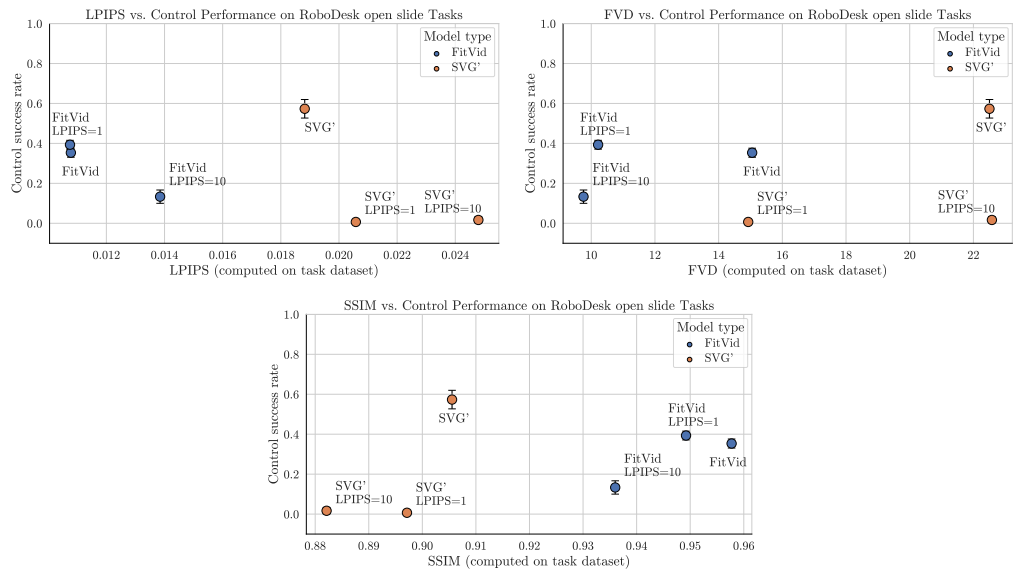 LPIPS vs. Control Performance on RoboDesk open slide Tasks
Control success rate
1.0
0.8
0.6
0.4
0.2
0.0
Model type
FitVid
SVG'
FitVid
LPIPS=1
FitVid
FitVid
LPIPS=10
SVG'
SVG'
LPIPS=1
SVG'
LPIPS=10
0.012
0.014
0.016
0.018
0.020
0.022
0.024
LPIPS (computed on task dataset)
FVD vs. Control Performance on RoboDesk open slide Tasks
Control success rate
1.0
0.8
0.6
0.4
0.2
0.0
Model type
FitVid
SVG'
FitVid
LPIPS=1
FitVid
LPIPS=10
FitVid
SVG'
LPIPS=1
SVG'
SVG'
LPIPS=10
10
12
14
16
18
20
22
FVD (computed on task dataset)
SSIM vs. Control Performance on RoboDesk open slide Tasks
Control success rate
1.0
0.8
0.6
0.4
0.2
0.0
Model type
FitVid
SVG'
SVG'
FitVid
LPIPS=1
FitVid
FitVid
LPIPS=10
SVG'
LPIPS=10
SVG'
LPIPS=1
0.88
0.89
0.90
0.91
0.92
0.93
0.94
0.95
0.96
SSIM (computed on task dataset)